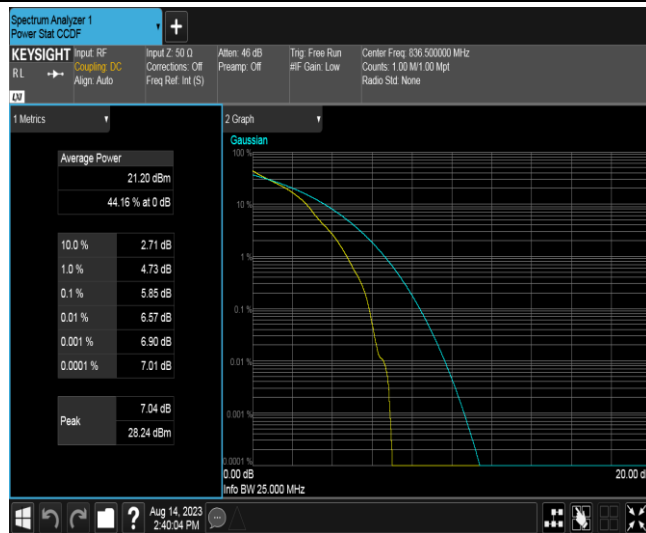 Spectrum Analyzer 1
Power Stat CCDF
KEYSIGHT
Input: RF
Coupling: DC
Align: Auto
Input Z: 50 Ω
Corrections: Off
Freq Ref: Int (S)
Atten: 46 dB
Preamp: Off
Trig: Free Run
#IF Gain: Low
Center Freq: 836.500000 MHz
Counts: 1.00 M/1.00 Mpt
Radio Std: None
RL
LXI
1 Metrics
Average Power
21.20 dBm
44.16 % at 0 dB
10.0 % 2.71 dB
1.0 % 4.73 dB
0.1 % 5.85 dB
0.01 % 6.57 dB
0.001 % 6.90 dB
0.0001 % 7.01 dB
Peak
7.04 dB
28.24 dBm
2 Graph
Gaussian
100 %
10 %
1 %
0.1 %
0.01 %
0.001 %
0.0001 %
0.00 dB 20.00 d
Info BW 25.000 MHz
Aug 14, 2023
2:40:04 PM